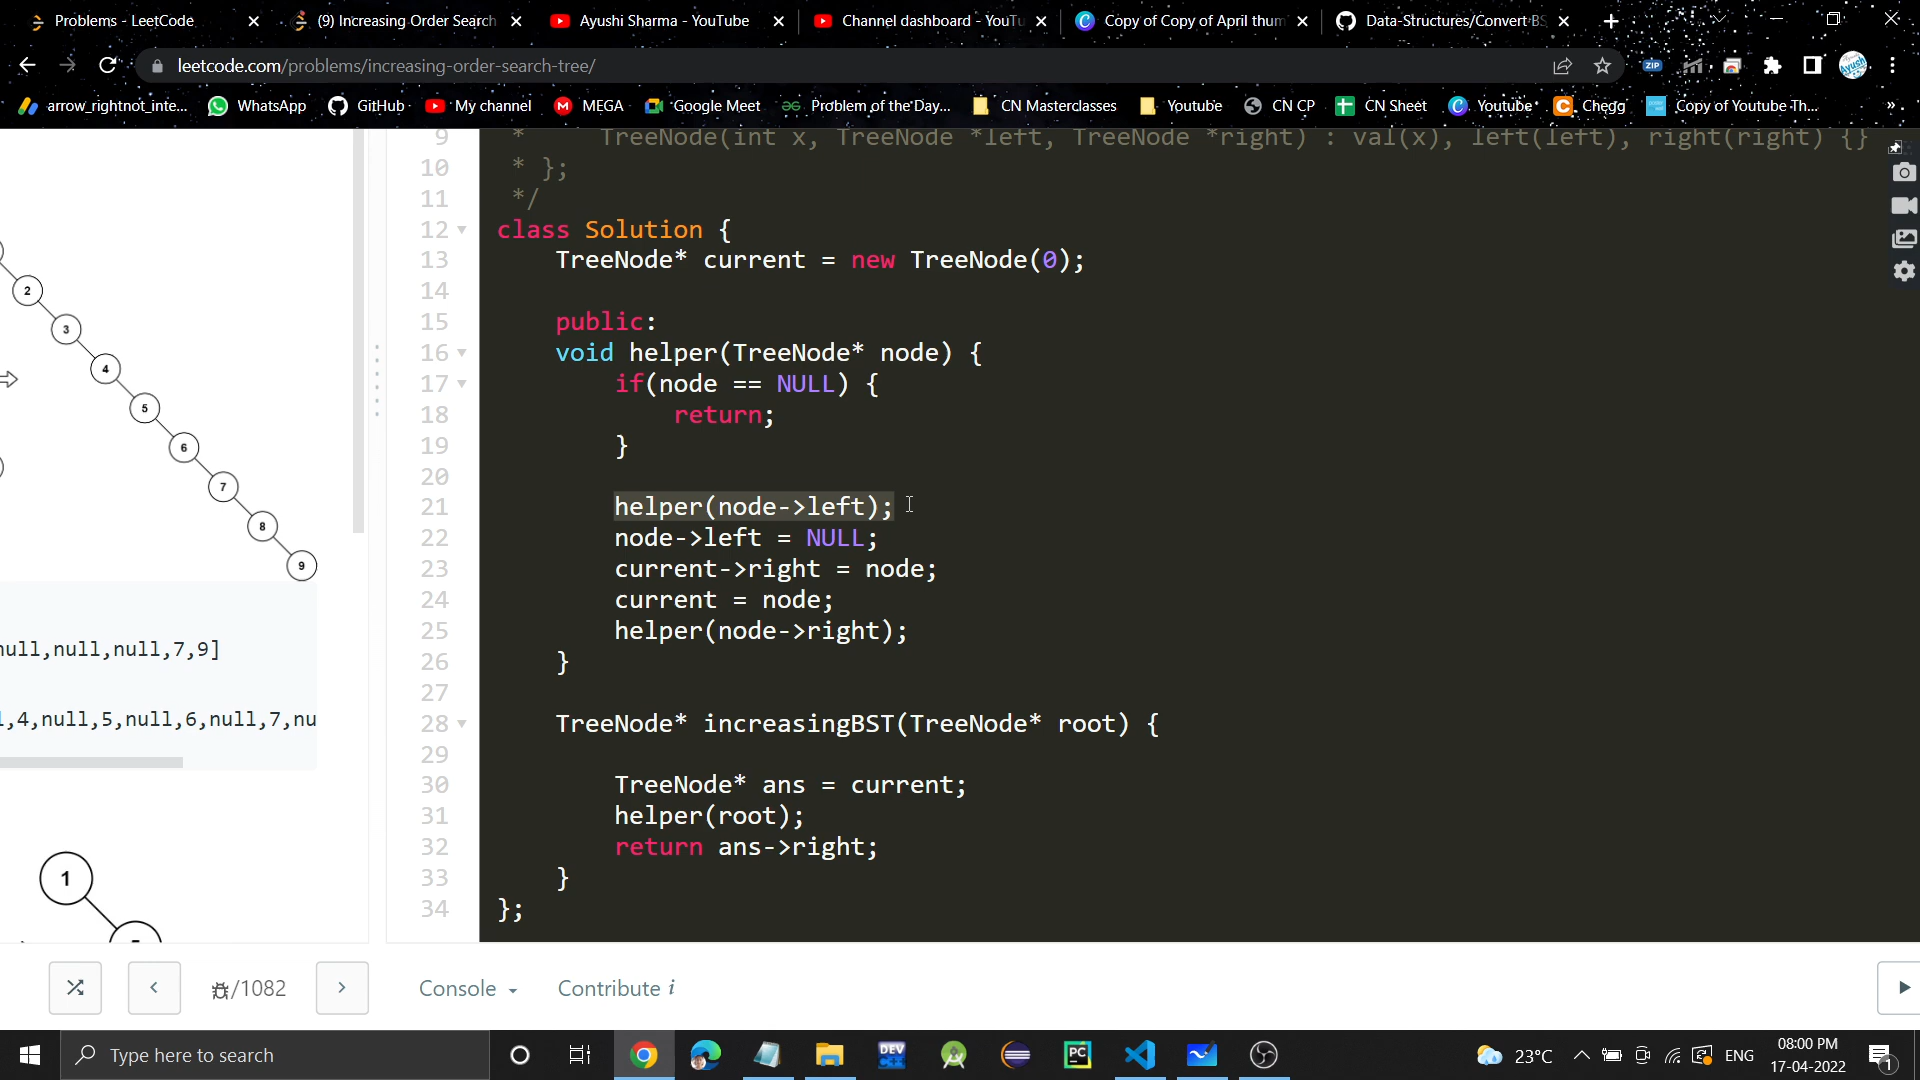 Problems - LeetCode
(9) Increasing Order Search
Ayushi Sharma - YouTube
Channel dashboard - YouTu
Copy of Copy of April thum
Data-Structures/Convert BS
leetcode.com/problems/increasing-order-search-tree/
ZIP
arrow_rightnot_inte...
WhatsApp
GitHub
My channel
MEGA
Google Meet
Problem of the Day...
CN Masterclasses
Youtube
CN CP
CN Sheet
Youtube
Chegg
Copy of Youtube Th...
9 * TreeNode(int x, TreeNode *left, TreeNode *right) : val(x), left(left), right(right) {}
10 * };
11 */
12 class Solution {
13 TreeNode* current = new TreeNode(0);
14
15 public:
16 void helper(TreeNode* node) {
17 if(node == NULL) {
18 return;
19 }
20
21 helper(node->left);
22 node->left = NULL;
23 current->right = node;
24 current = node;
25 helper(node->right);
26 }
27
28 TreeNode* increasingBST(TreeNode* root) {
29
30 TreeNode* ans = current;
31 helper(root);
32 return ans->right;
33 }
34 };
2
3
4
5
6
7
8
9
null,null,null,7,9]
,4,null,5,null,6,null,7,nu
1
/1082
Console
Contribute i
Type here to search
DEV
C++
PC
23°C
ENG
08:00 PM
17-04-2022
1